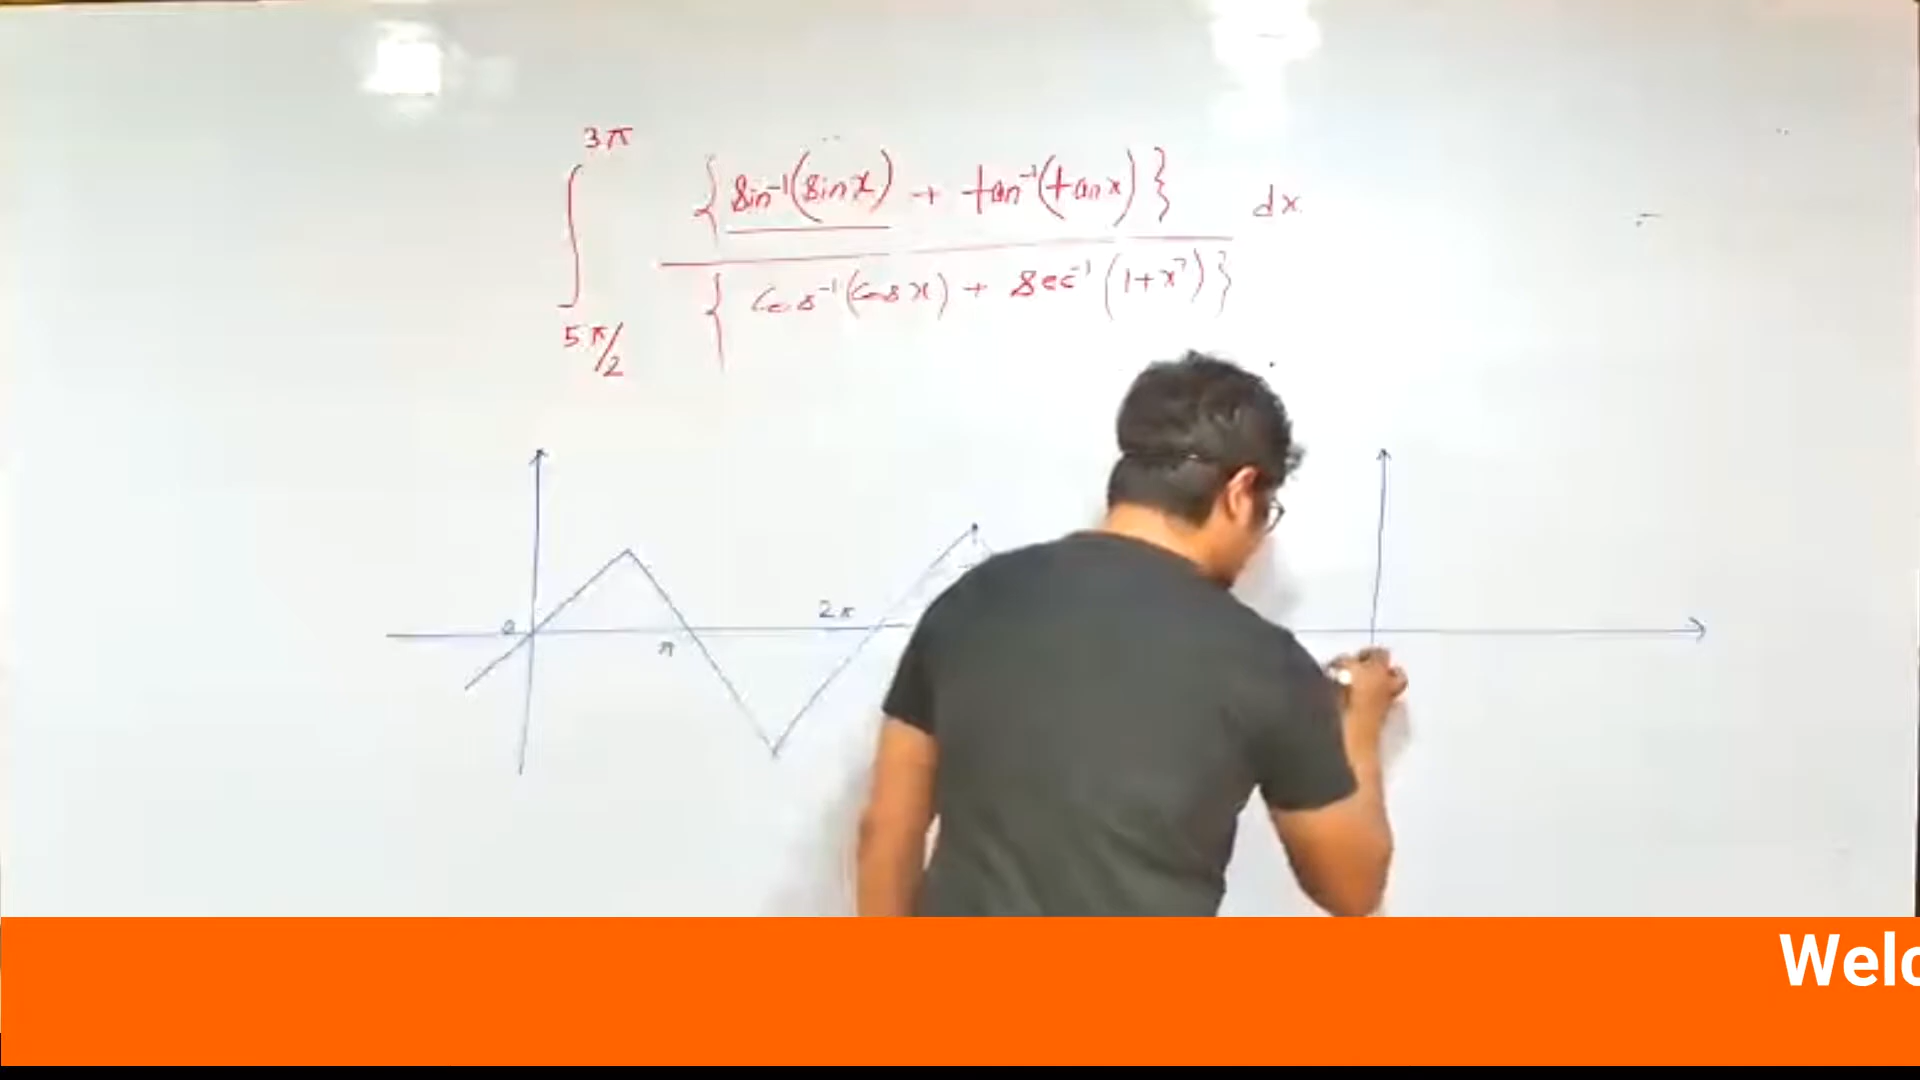 3π
{sin⁻¹(sinx) + tan⁻¹(tanx)} dx
∫
{cos⁻¹(cosx) + sec⁻¹(1+x²)}
5π/2
2π
0
π
Welc